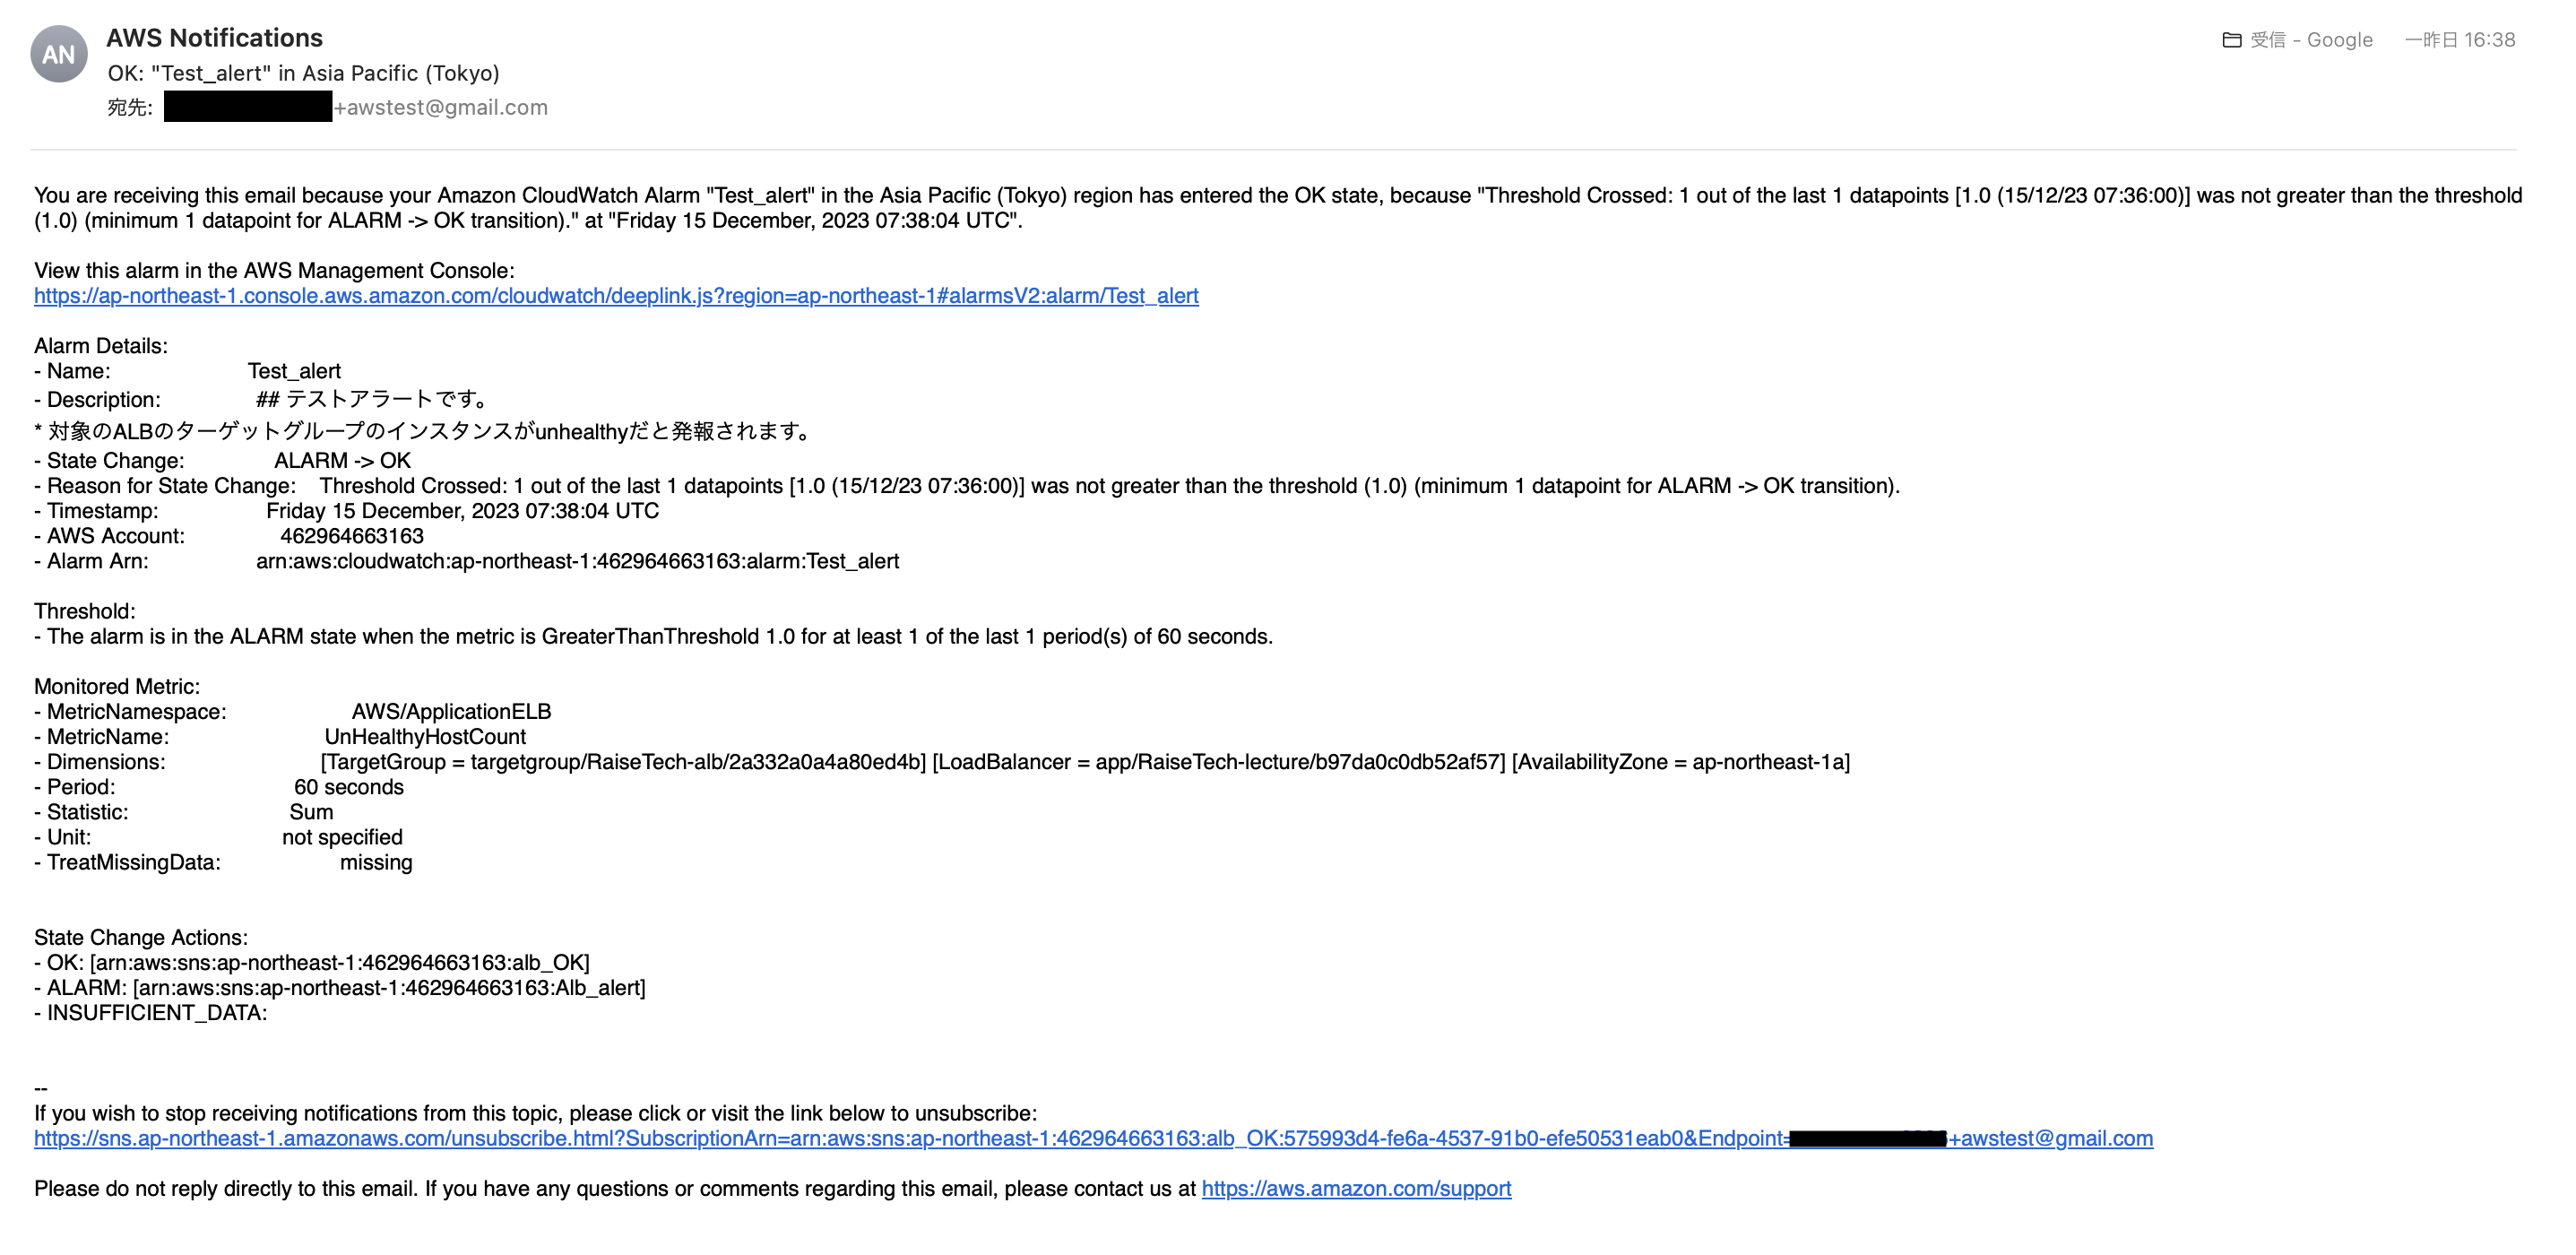 AN
AWS Notifications
受信 - Google
一昨日 16:38
OK: "Test_alert" in Asia Pacific (Tokyo)
宛先: +awstest@gmail.com
You are receiving this email because your Amazon CloudWatch Alarm "Test_alert" in the Asia Pacific (Tokyo) region has entered the OK state, because "Threshold Crossed: 1 out of the last 1 datapoints [1.0 (15/12/23 07:36:00)] was not greater than the threshold
(1.0) (minimum 1 datapoint for ALARM -> OK transition)." at "Friday 15 December, 2023 07:38:04 UTC".
View this alarm in the AWS Management Console:
https://ap-northeast-1.console.aws.amazon.com/cloudwatch/deeplink.js?region=ap-northeast-1#alarmsV2:alarm/Test_alert
Alarm Details:
- Name: Test_alert
- Description: ## テストアラートです。
* 対象のALBのターゲットグループのインスタンスがunhealthyだと発報されます。
- State Change: ALARM -> OK
- Reason for State Change: Threshold Crossed: 1 out of the last 1 datapoints [1.0 (15/12/23 07:36:00)] was not greater than the threshold (1.0) (minimum 1 datapoint for ALARM -> OK transition).
- Timestamp: Friday 15 December, 2023 07:38:04 UTC
- AWS Account: 462964663163
- Alarm Arn: arn:aws:cloudwatch:ap-northeast-1:462964663163:alarm:Test_alert
Threshold:
- The alarm is in the ALARM state when the metric is GreaterThanThreshold 1.0 for at least 1 of the last 1 period(s) of 60 seconds.
Monitored Metric:
- MetricNamespace: AWS/ApplicationELB
- MetricName: UnHealthyHostCount
- Dimensions: [TargetGroup = targetgroup/RaiseTech-alb/2a332a0a4a80ed4b] [LoadBalancer = app/RaiseTech-lecture/b97da0c0db52af57] [AvailabilityZone = ap-northeast-1a]
- Period: 60 seconds
- Statistic: Sum
- Unit: not specified
- TreatMissingData: missing
State Change Actions:
- OK: [arn:aws:sns:ap-northeast-1:462964663163:alb_OK]
- ALARM: [arn:aws:sns:ap-northeast-1:462964663163:Alb_alert]
- INSUFFICIENT_DATA:
--
If you wish to stop receiving notifications from this topic, please click or visit the link below to unsubscribe:
https://sns.ap-northeast-1.amazonaws.com/unsubscribe.html?SubscriptionArn=arn:aws:sns:ap-northeast-1:462964663163:alb_OK:575993d4-fe6a-4537-91b0-efe50531eab0&Endpoint=+awstest@gmail.com
Please do not reply directly to this email. If you have any questions or comments regarding this email, please contact us at https://aws.amazon.com/support